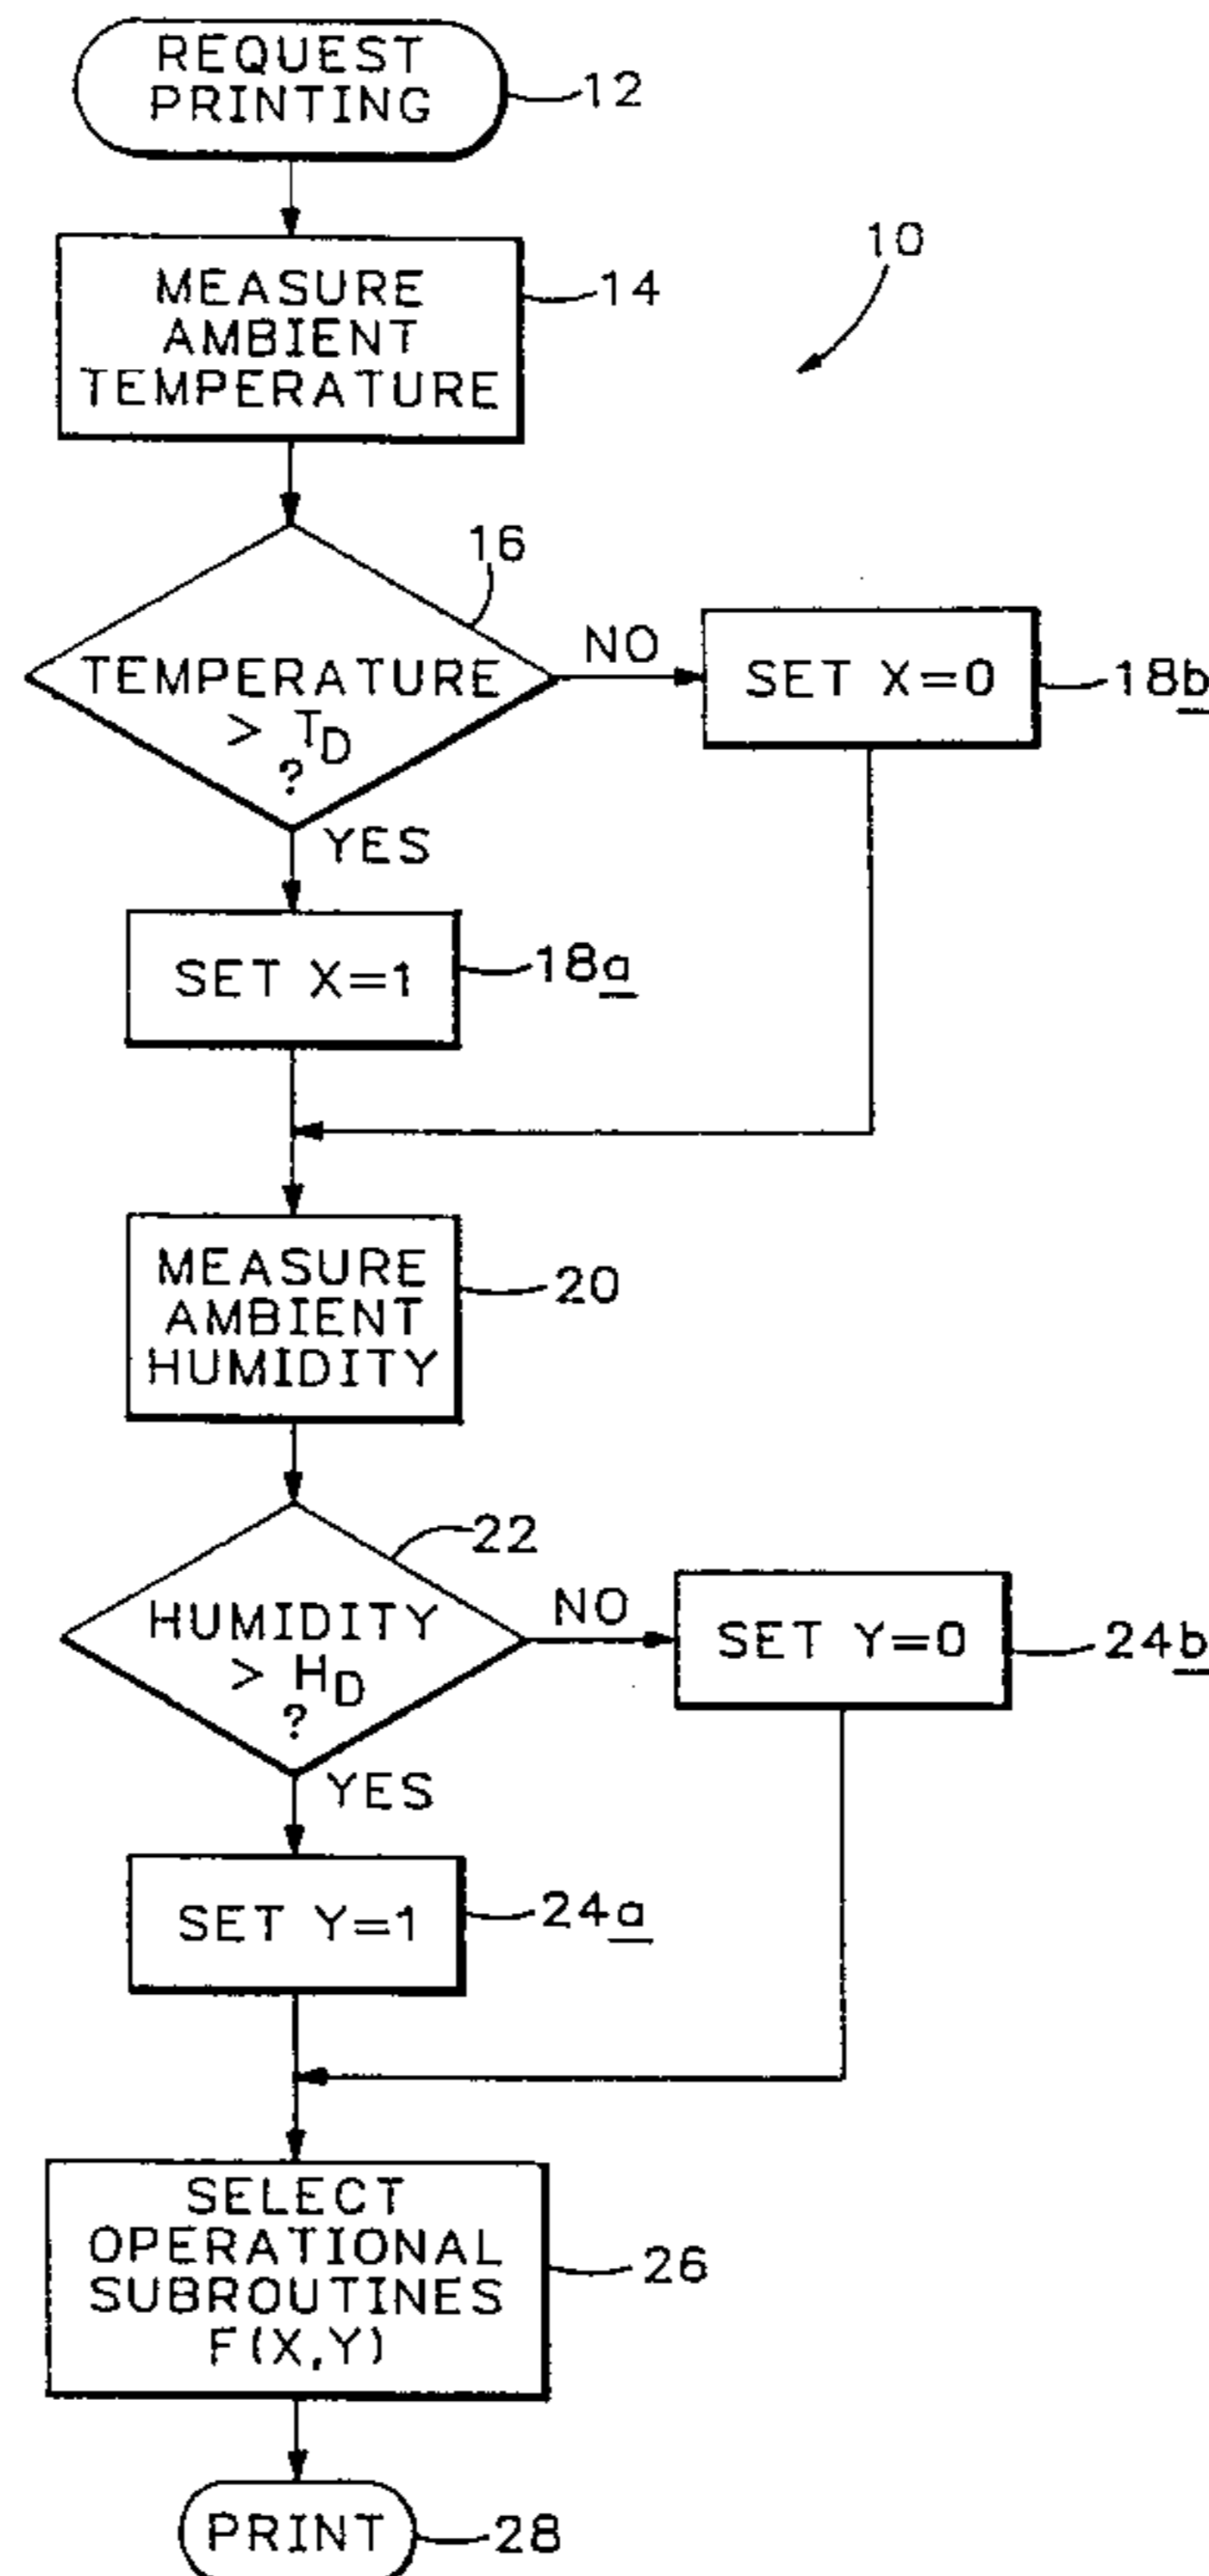 REQUEST
PRINTING
12
10
MEASURE
AMBIENT
TEMPERATURE
14
16
TEMPERATURE
> TD
?
NO
SET X=0
18b
YES
SET X=1
18a
MEASURE
AMBIENT
HUMIDITY
20
22
HUMIDITY
> HD
?
NO
SET Y=0
24b
YES
SET Y=1
24a
SELECT
OPERATIONAL
SUBROUTINES
F(X,Y)
26
PRINT
28